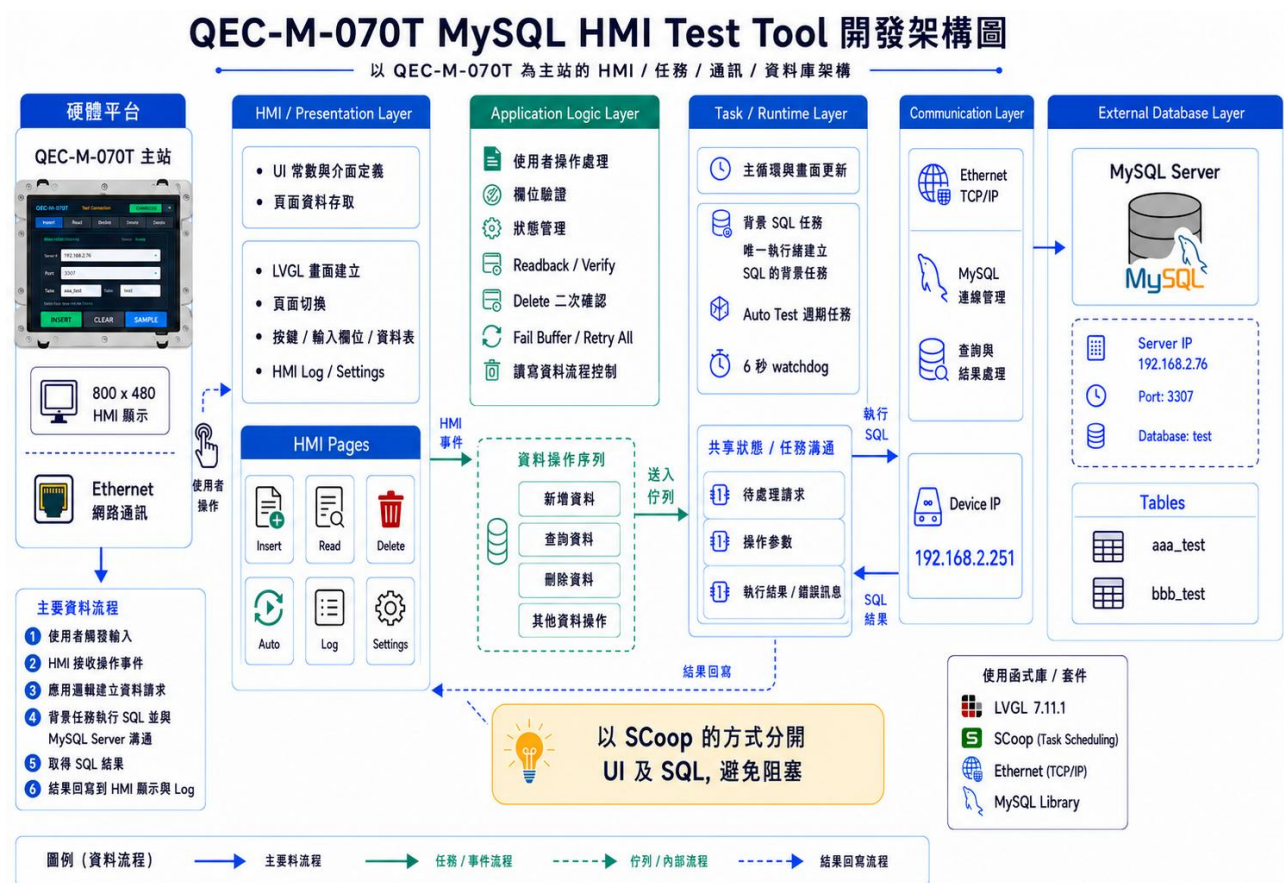 QEC-M-070T MySQL HMI Test Tool 開發架構圖
以 QEC-M-070T 為主站的 HMI / 任務 / 通訊 / 資料庫架構
硬體平台
QEC-M-070T 主站
QEC-M-070T
Test Connection
Insert
Read
Delete
Delete
Server
192.168.2.76
Port
3307
Table
aaa_test
Table
INSERT
CLEAR
SAMPLE
800 x 480
HMI 顯示
Ethernet
網路通訊
使用者
操作
主要資料流程
1 使用者觸發輸入
2 HMI 接收操作事件
3 應用邏輯建立資料請求
4 背景任務執行 SQL 並與
MySQL Server 溝通
5 取得 SQL 結果
6 結果回寫到 HMI 顯示與 Log
HMI / Presentation Layer
• UI 常數與介面定義
• 頁面資料存取
• LVGL 畫面建立
• 頁面切換
• 按鍵 / 輸入欄位 / 資料表
• HMI Log / Settings
HMI Pages
Insert
Read
Delete
Auto
Log
Settings
HMI
事件
Application Logic Layer
使用者操作處理
欄位驗證
狀態管理
Readback / Verify
Delete 二次確認
Fail Buffer / Retry All
讀寫資料流程控制
資料操作序列
新增資料
查詢資料
刪除資料
其他資料操作
送入
佇列
Task / Runtime Layer
主循環與畫面更新
背景 SQL 任務
唯一執行緒建立
SQL 的背景任務
Auto Test 週期任務
6 秒 watchdog
共享狀態 / 任務溝通
待處理請求
操作參數
執行結果 / 錯誤訊息
執行
SQL
SQL
結果
結果回寫
Communication Layer
Ethernet
TCP/IP
MySQL
連線管理
查詢與
結果處理
Device IP
192.168.2.251
External Database Layer
MySQL Server
MySQL
Server IP
192.168.2.76
Port: 3307
Database: test
Tables
aaa_test
bbb_test
以 SCoop 的方式分開
UI 及 SQL, 避免阻塞
使用函式庫 / 套件
LVGL 7.11.1
S SCoop (Task Scheduling)
Ethernet (TCP/IP)
MySQL Library
圖例（資料流程）
主要料流程
任務 / 事件流程
佇列 / 內部流程
結果回寫流程